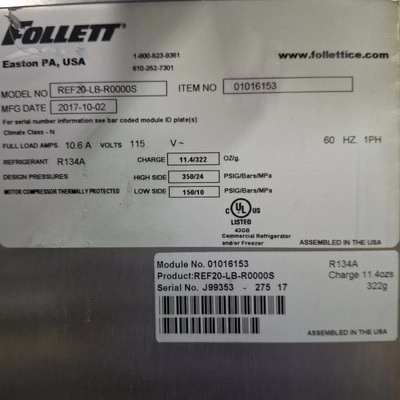 FOLLETT
Easton PA, USA
1-800-523-9361
610-252-7301
www.follettice.com
MODEL NO REF20-LB-R0000S ITEM NO 01016153
MFG DATE 2017-10-02
For serial number information see bar coded module ID plate(s)
Climate Class - N
FULL LOAD AMPS. 10.6 A VOLTS 115 V~ 60 HZ. 1PH
REFRIGERANT R134A CHARGE 11.4/322 OZ/g.
DESIGN PRESSURES HIGH SIDE 350/24 PSIG/Bars/MPa
MOTOR COMPRESSOR THERMALLY PROTECTED LOW SIDE 150/10 PSIG/Bars/MPa
C UL US
LISTED
43GB
Commercial Refrigerator
and/or Freezer
ASSEMBLED IN THE USA
Module No. 01016153 R134A
Product:REF20-LB-R0000S Charge 11.4ozs
Serial No. J99353 - 275 17 322g
ASSEMBLED IN THE USA